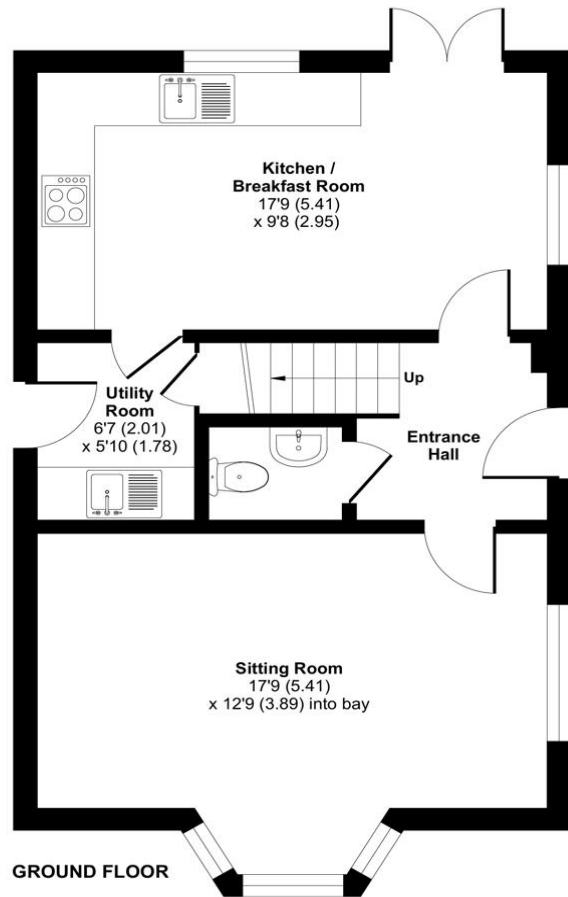 Kitchen /
Breakfast Room
17'9 (5.41)
x 9'8 (2.95)
Up
Utility
Room
6'7 (2.01)
x 5'10 (1.78)
Entrance
Hall
Sitting Room
17'9 (5.41)
x 12'9 (3.89) into bay
GROUND FLOOR